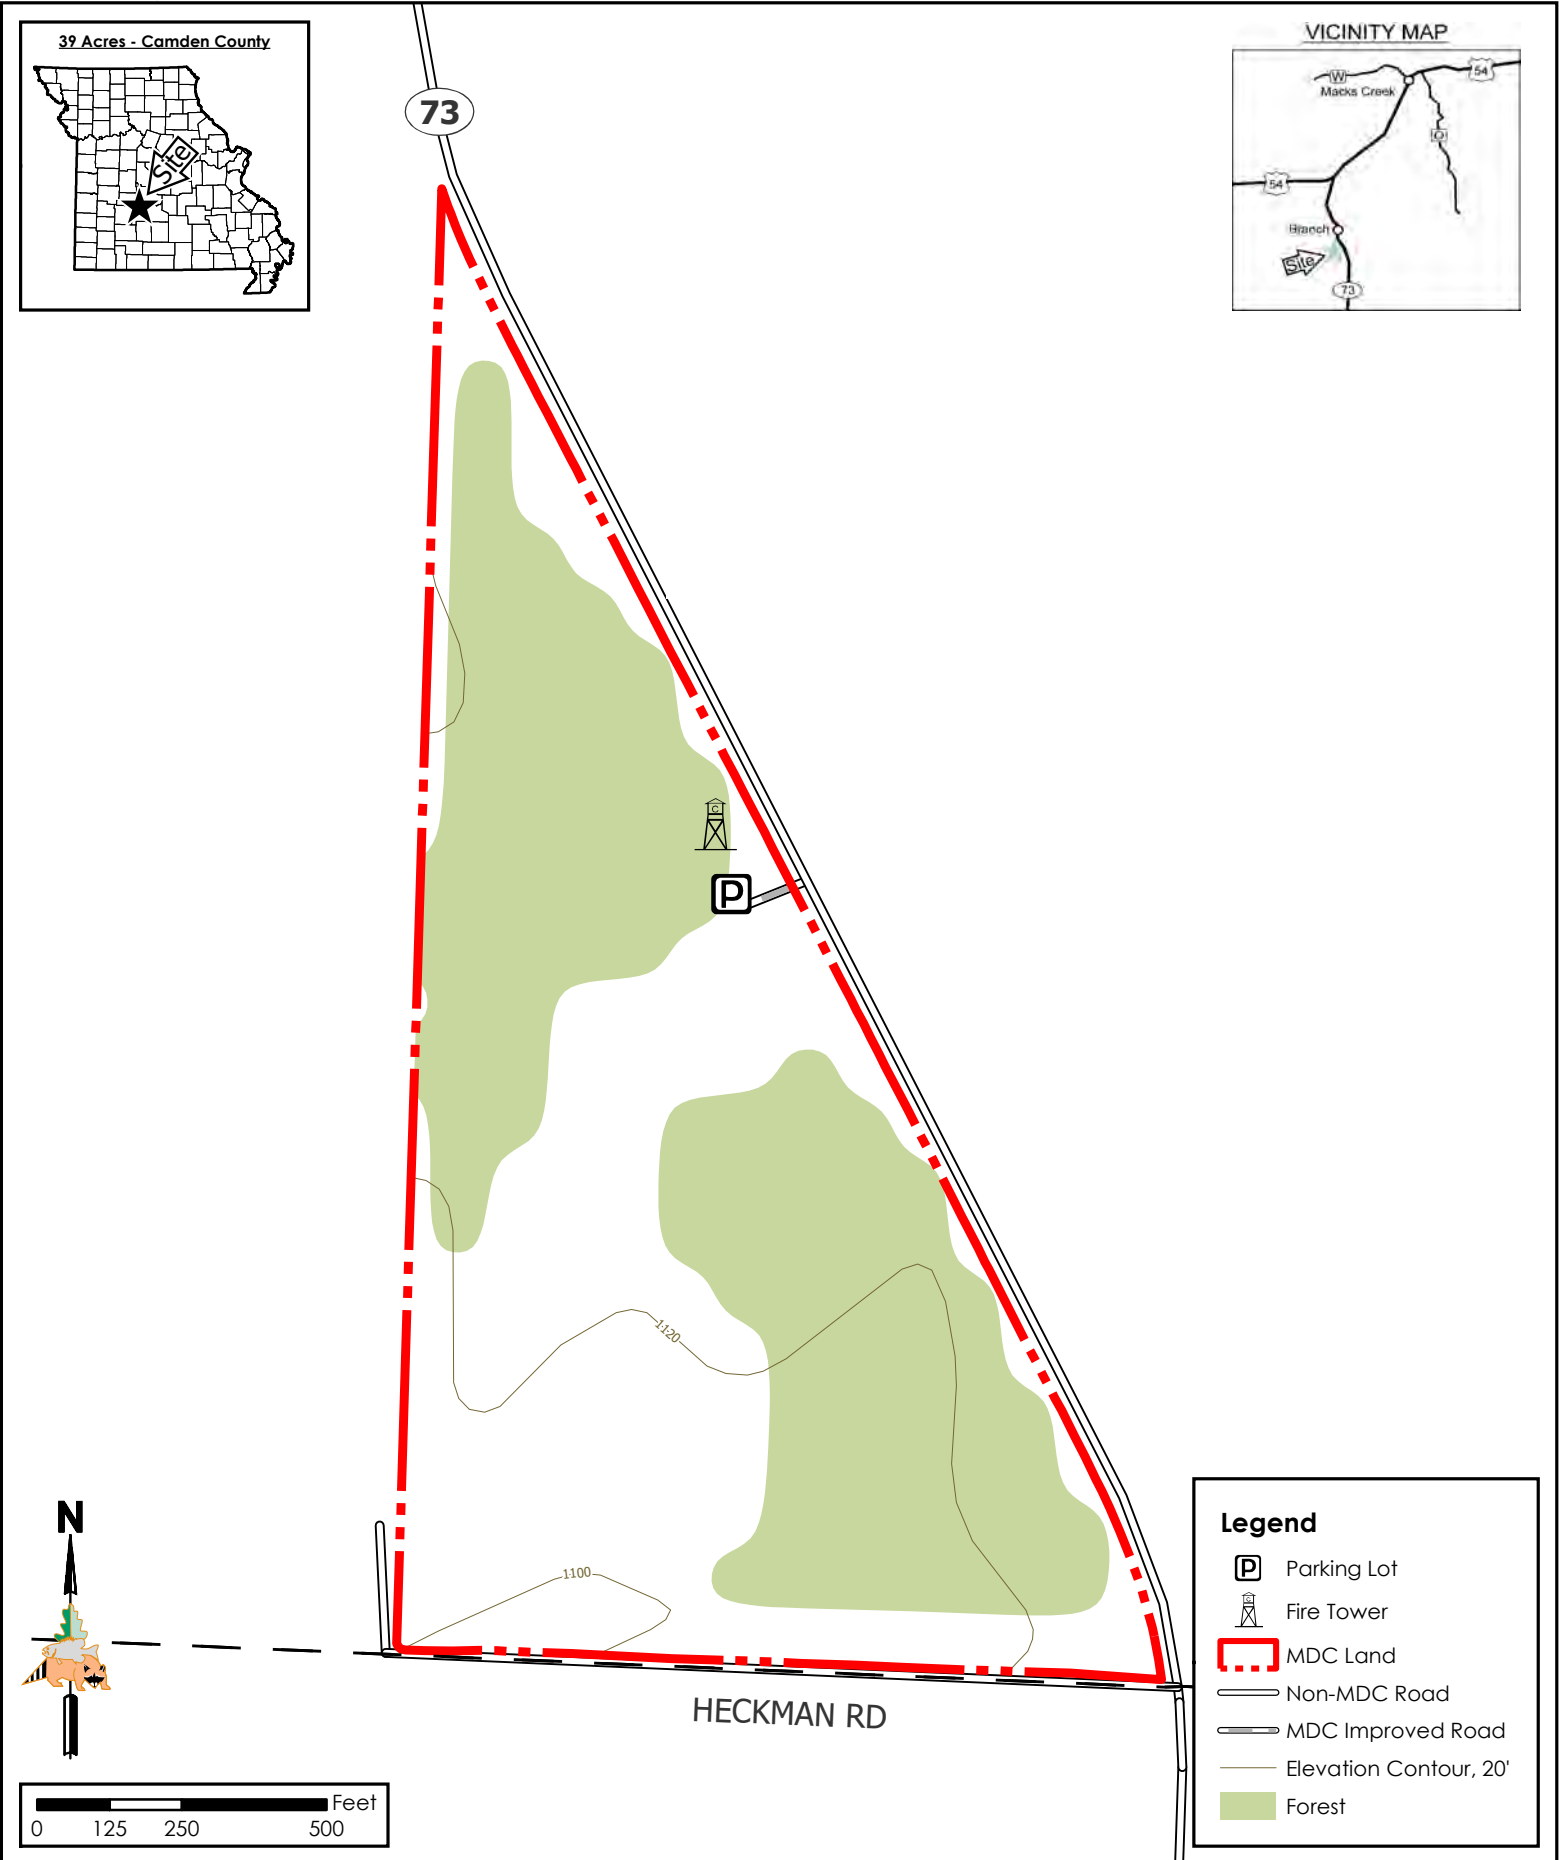 39 Acres - Camden County
Site
VICINITY MAP
W
54
Macks Creek
O
54
Branch
Site
73
73
C
P
1120
1100
HECKMAN RD
N
Feet
0 125 250 500
Legend
P Parking Lot
C Fire Tower
MDC Land
Non-MDC Road
MDC Improved Road
Elevation Contour, 20'
Forest